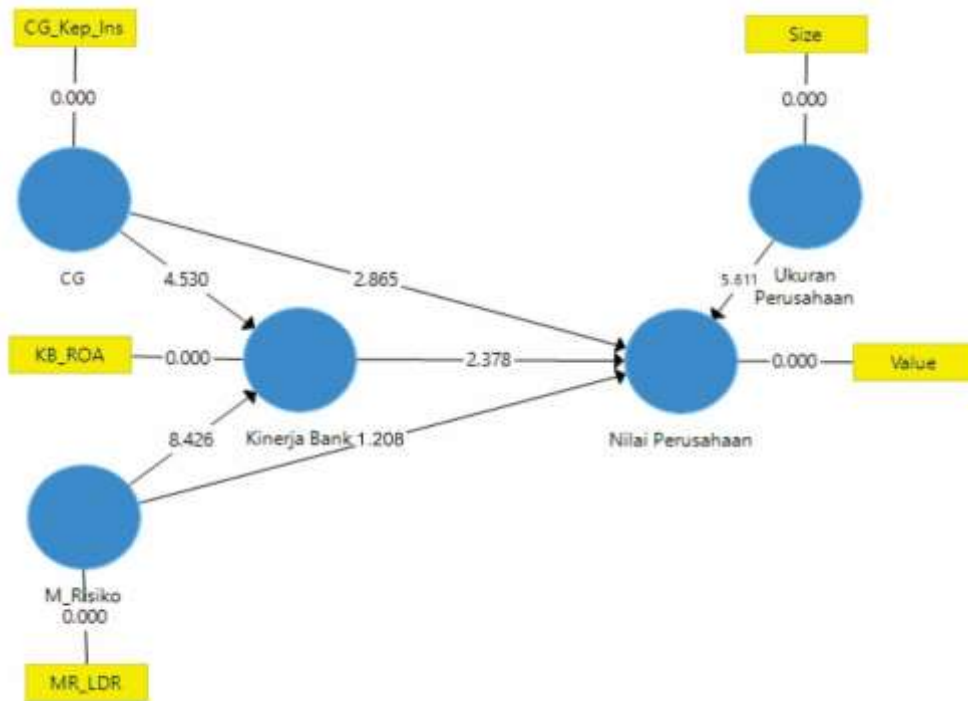 CG_Kep_Ins
Size
0.000
0.000
CG
4.530
2.865
5.611
Ukuran
Perusahaan
KB_ROA
0.000
2.378
0.000
Value
8.426
Kinerja Bank
1.208
Nilai Perusahaan
M_Risiko
0.000
MR_LDR